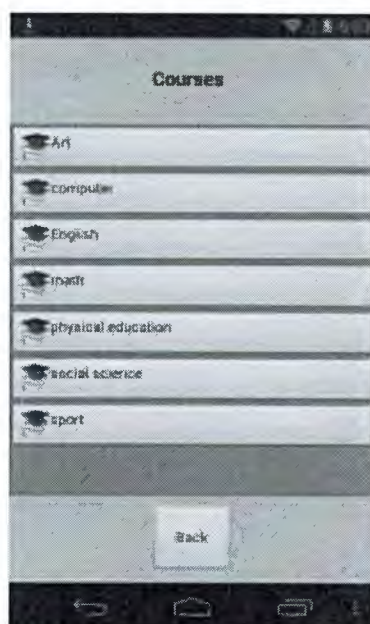 Courses
Art
computer
English
math
physical education
social science
sport
Back